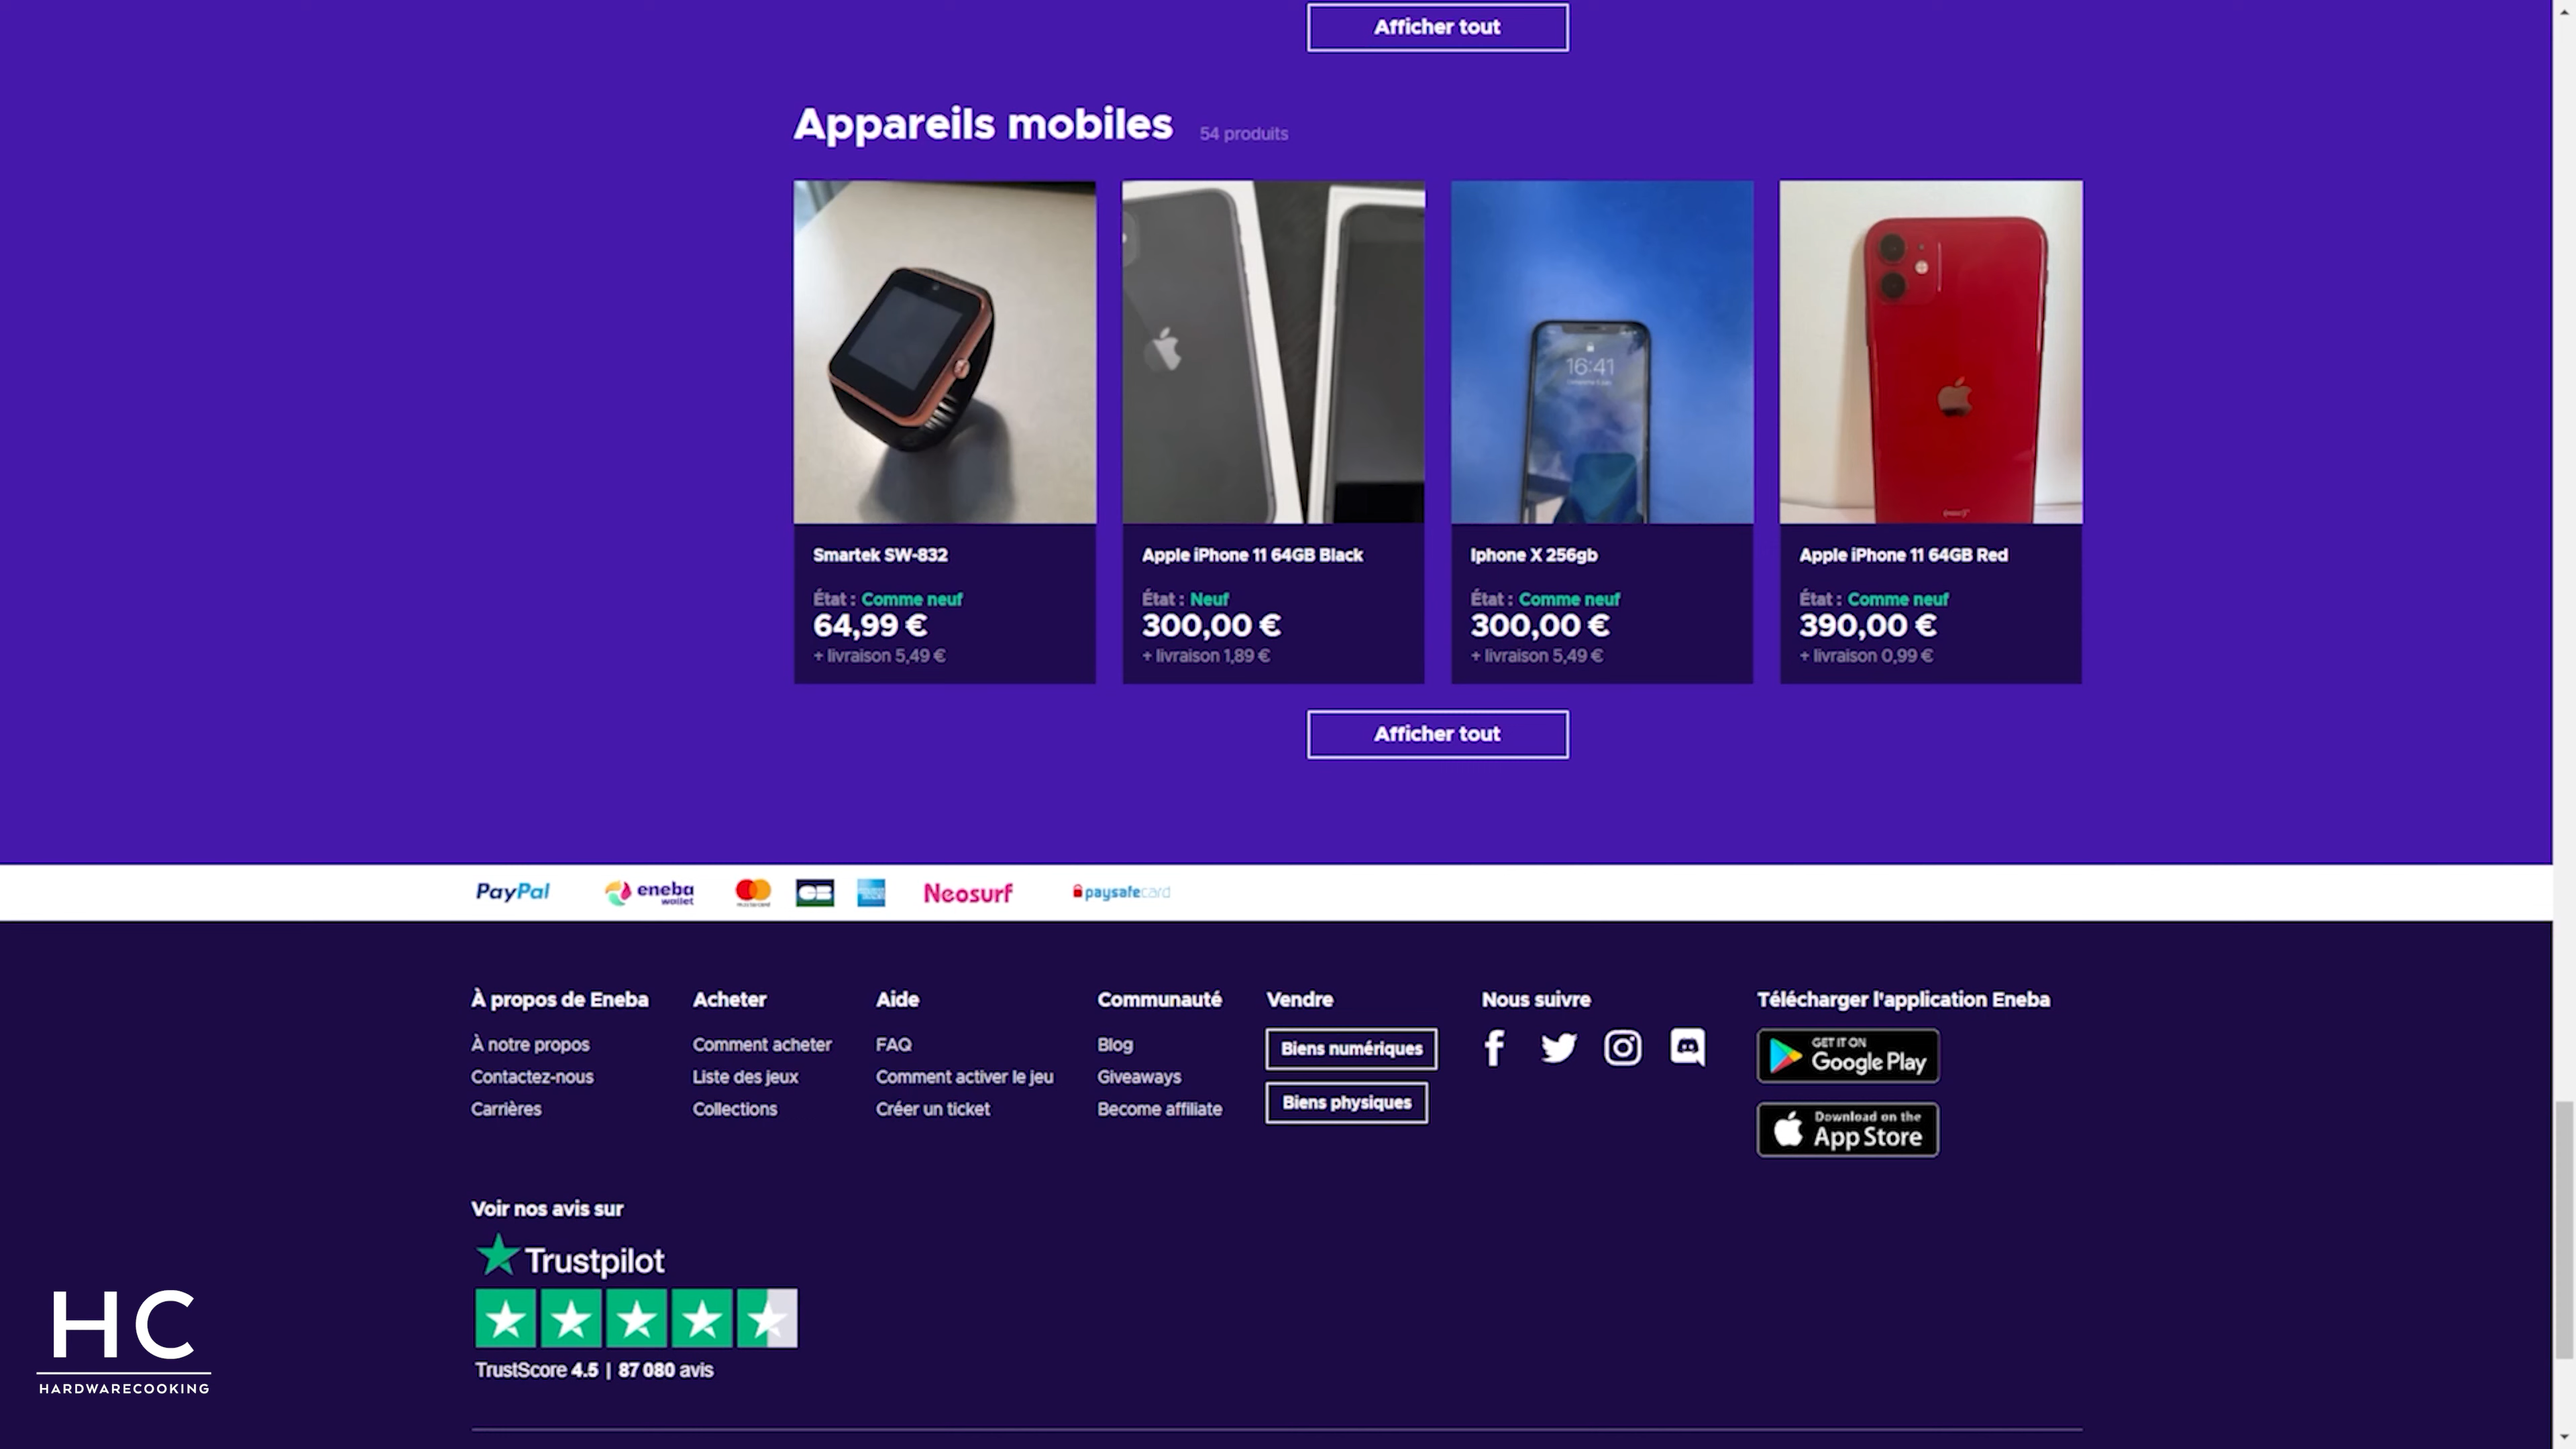 Afficher tout
Appareils mobiles 54 produits
16:41
Smartek SW-832
État : Comme neuf
64,99 €
+ livraison 5,49 €
Apple iPhone 11 64GB Black
État : Neuf
300,00 €
+ livraison 1,89 €
Iphone X 256gb
État : Comme neuf
300,00 €
+ livraison 5,49 €
Apple iPhone 11 64GB Red
État : Comme neuf
390,00 €
+ livraison 0,99 €
Afficher tout
PayPal
eneba
wallet
mastercard
CB
Neosurf
paysafecard
À propos de Eneba
À notre propos
Contactez-nous
Carrières
Acheter
Comment acheter
Liste des jeux
Collections
Aide
FAQ
Comment activer le jeu
Créer un ticket
Communauté
Blog
Giveaways
Become affiliate
Vendre
Biens numériques
Biens physiques
Nous suivre
Télécharger l'application Eneba
GET IT ON
Google Play
Download on the
App Store
Voir nos avis sur
Trustpilot
TrustScore 4.5 | 87 080 avis
HC
HARDWARECOOKING